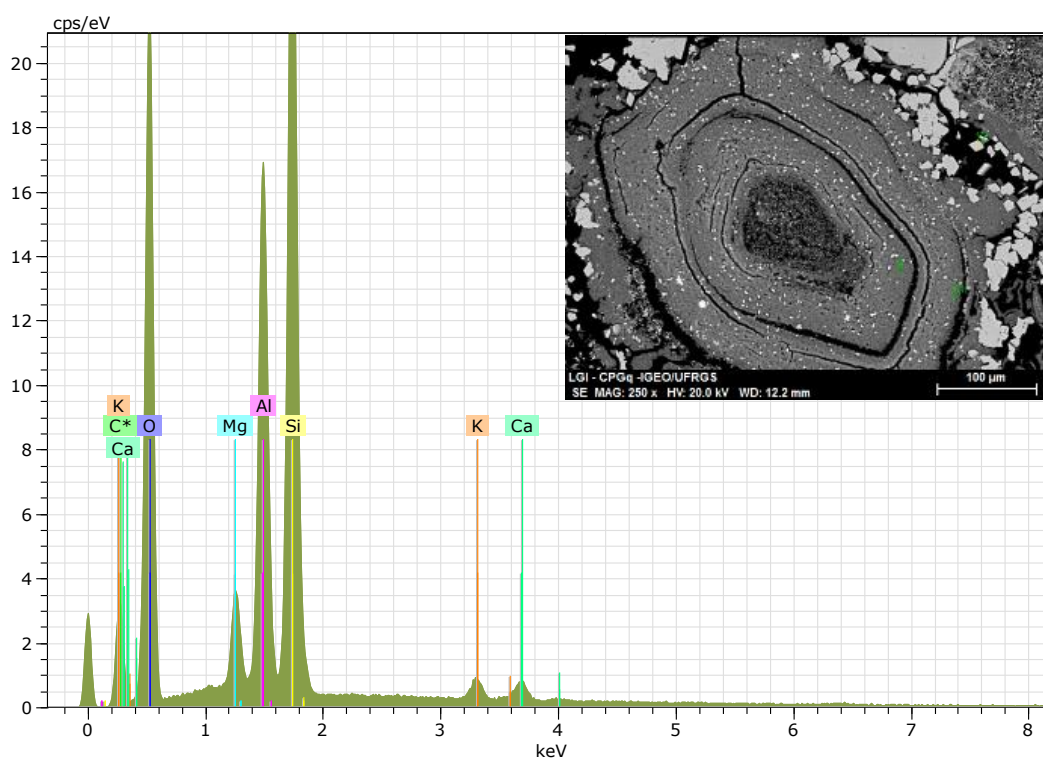 cps/eV
20
18
16
14
12
10
8
6
4
2
0
K
C*
Ca
O
Mg
Al
Si
K
Ca
0 1 2 3 4 5 6 7 8
keV
LGI - CPGq -IGEO/UFRGS
SE MAG: 250 x HV: 20.0 kV WD: 12.2 mm
100 µm